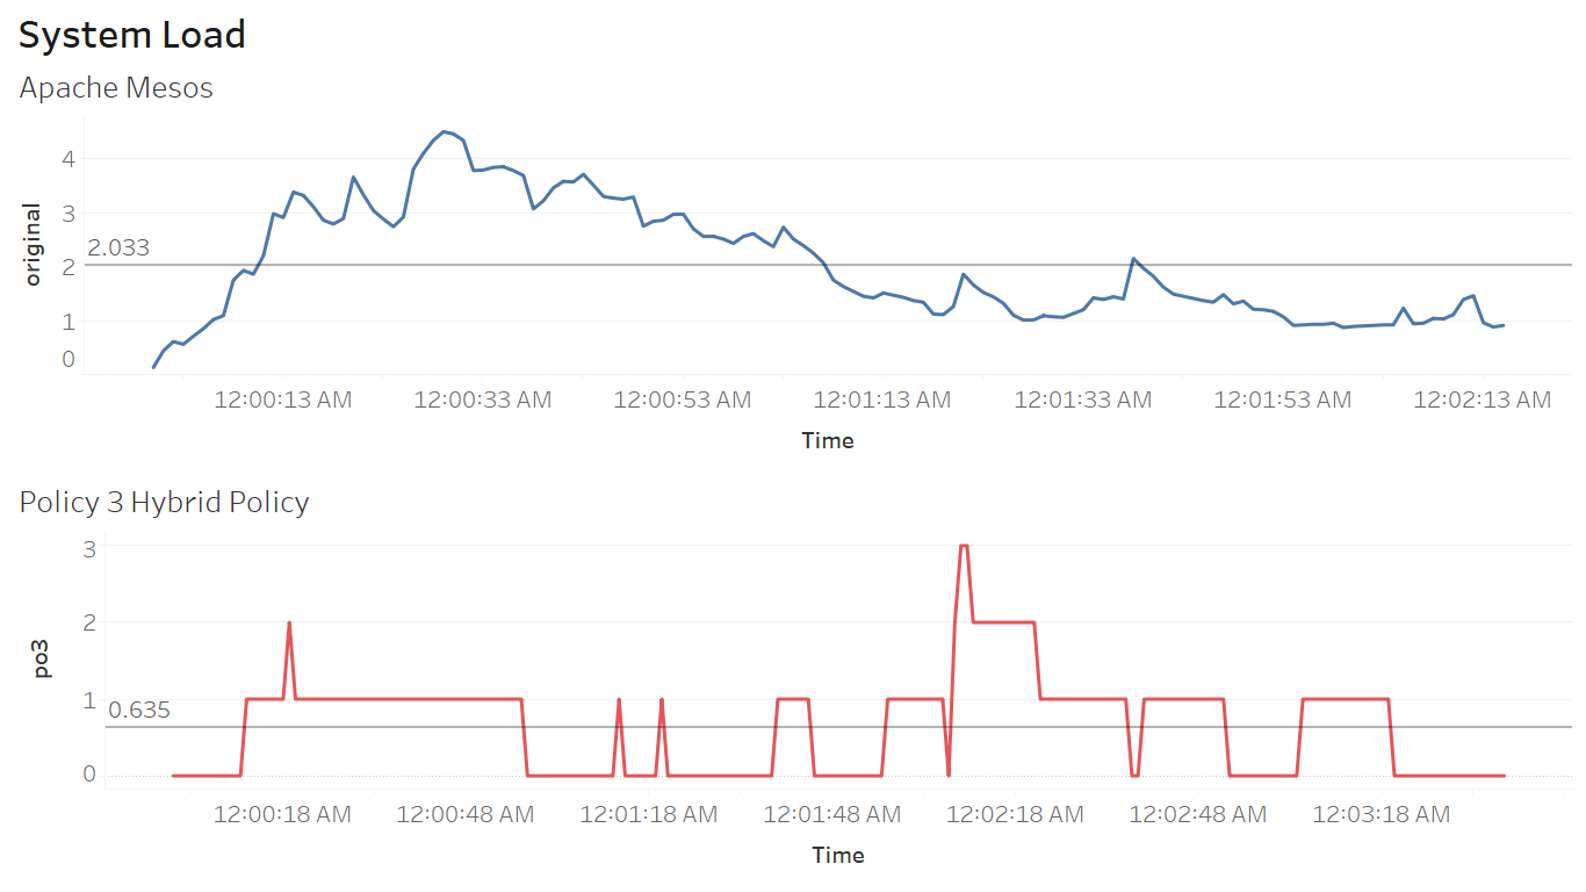 System Load
Apache Mesos
original
4
3
2.033
2
1
0
12:00:13 AM 12:00:33 AM 12:00:53 AM 12:01:13 AM 12:01:33 AM 12:01:53 AM 12:02:13 AM
Time
Policy 3 Hybrid Policy
po3
3
2
1
0.635
0
12:00:18 AM 12:00:48 AM 12:01:18 AM 12:01:48 AM 12:02:18 AM 12:02:48 AM 12:03:18 AM
Time